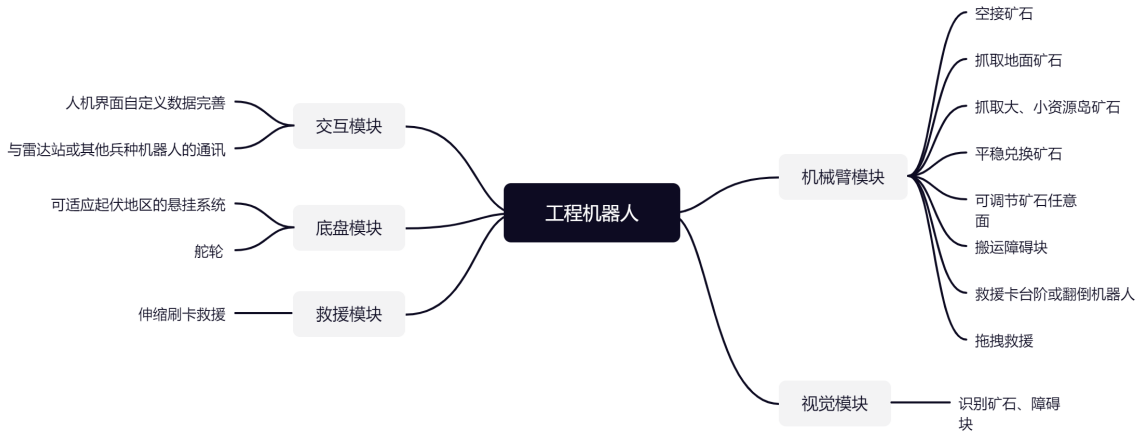 工程机器人
交互模块
人机界面自定义数据完善
与雷达站或其他兵种机器人的通讯
底盘模块
可适应起伏地区的悬挂系统
舵轮
救援模块
伸缩刷卡救援
机械臂模块
空接矿石
抓取地面矿石
抓取大、小资源岛矿石
平稳兑换矿石
可调节矿石任意
面
搬运障碍块
救援卡台阶或翻倒机器人
拖拽救援
视觉模块
识别矿石、障碍
块